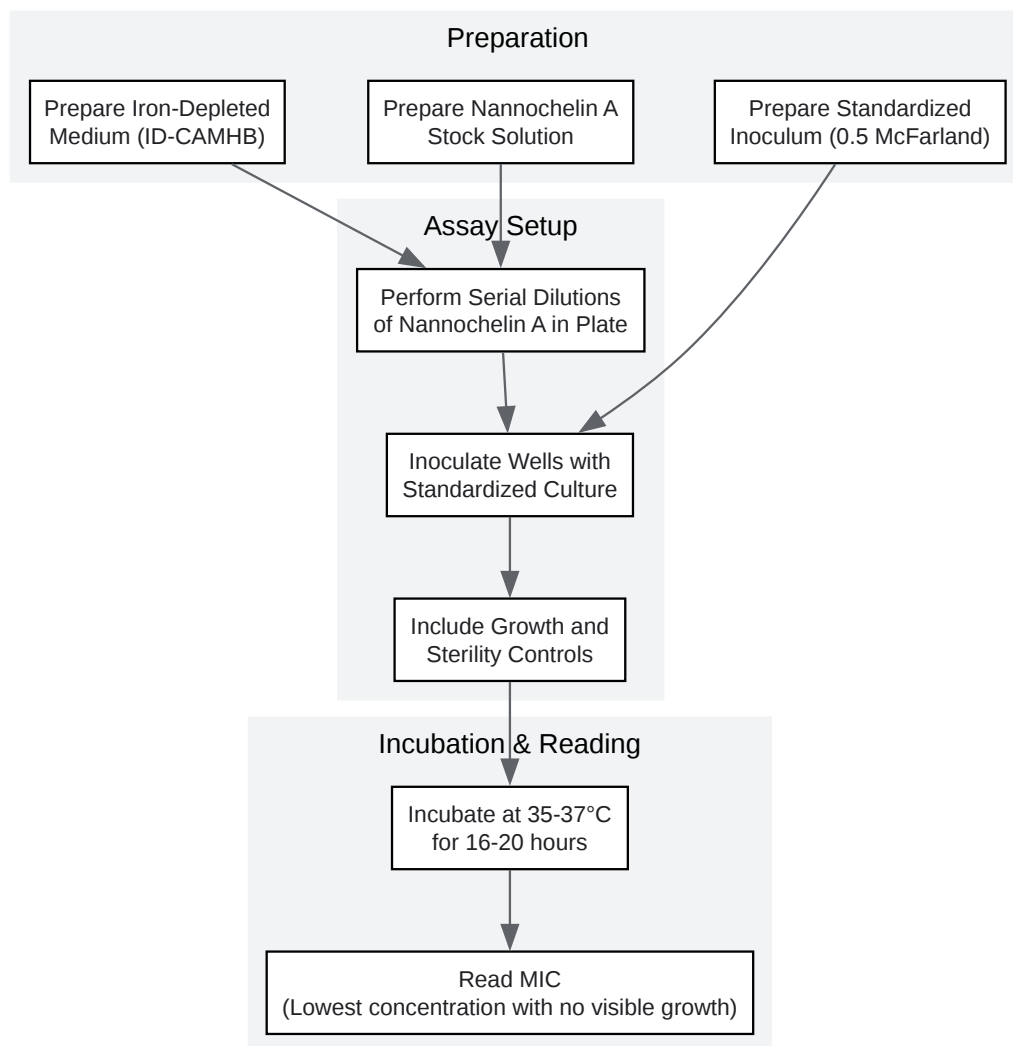 Preparation
Prepare Iron-Depleted
Medium (ID-CAMHB)
Prepare Nannochelin A
Stock Solution
Prepare Standardized
Inoculum (0.5 McFarland)
Assay Setup
Perform Serial Dilutions
of Nannochelin A in Plate
Inoculate Wells with
Standardized Culture
Include Growth and
Sterility Controls
Incubation & Reading
Incubate at 35-37°C
for 16-20 hours
Read MIC
(Lowest concentration with no visible growth)